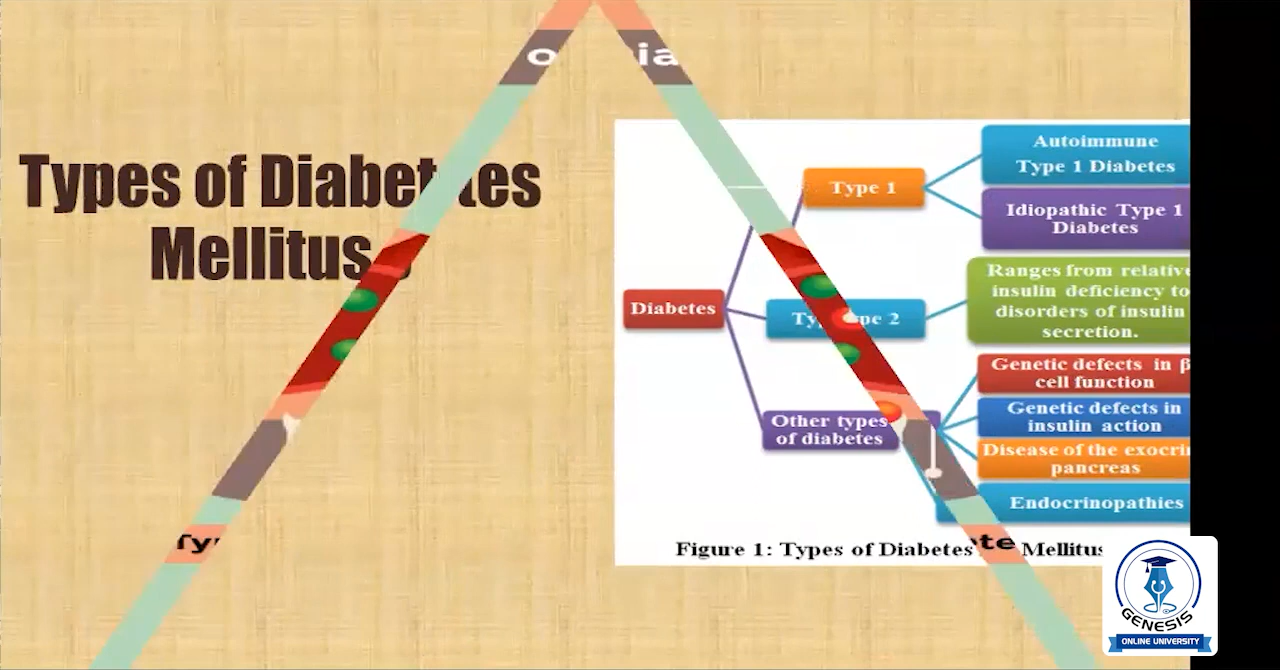 Types of Diabetes
Mellitus
Autoimmune
Type 1 Diabetes
Type 1
Idiopathic Type 1
Diabetes
Ranges from relative
insulin deficiency to
disorders of insulin
secretion.
Diabetes
Type 2
Genetic defects in β
cell function
Genetic defects in
insulin action
Other types
of diabetes
Disease of the
pancreas
Endocrinopathies
Figure 1: Types of Diabetes Mellitus
GENESIS
ONLINE UNIVERSITY